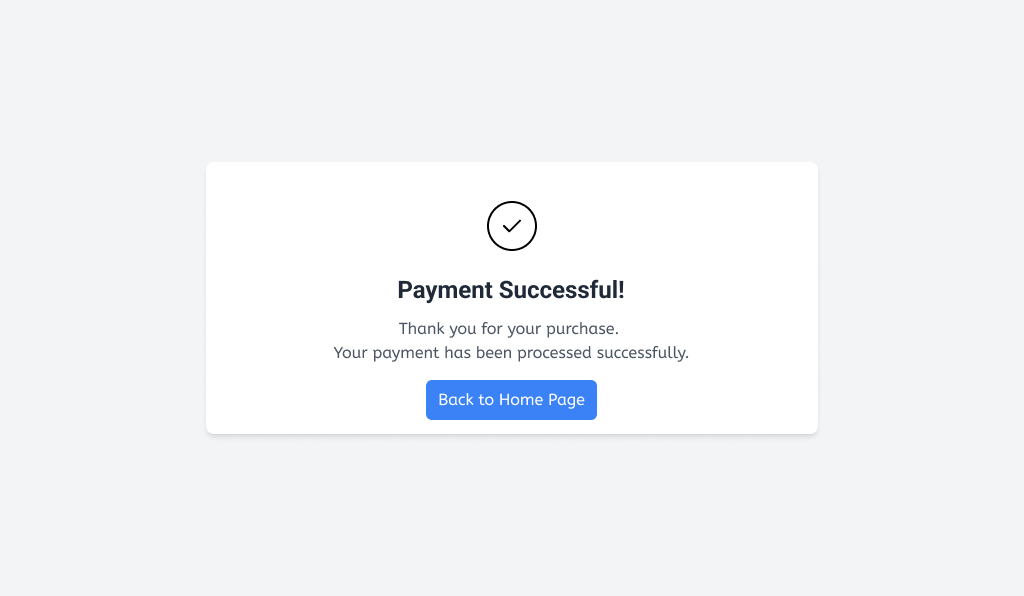 Payment Successful!
Thank you for your purchase.
Your payment has been processed successfully.
Back to Home Page